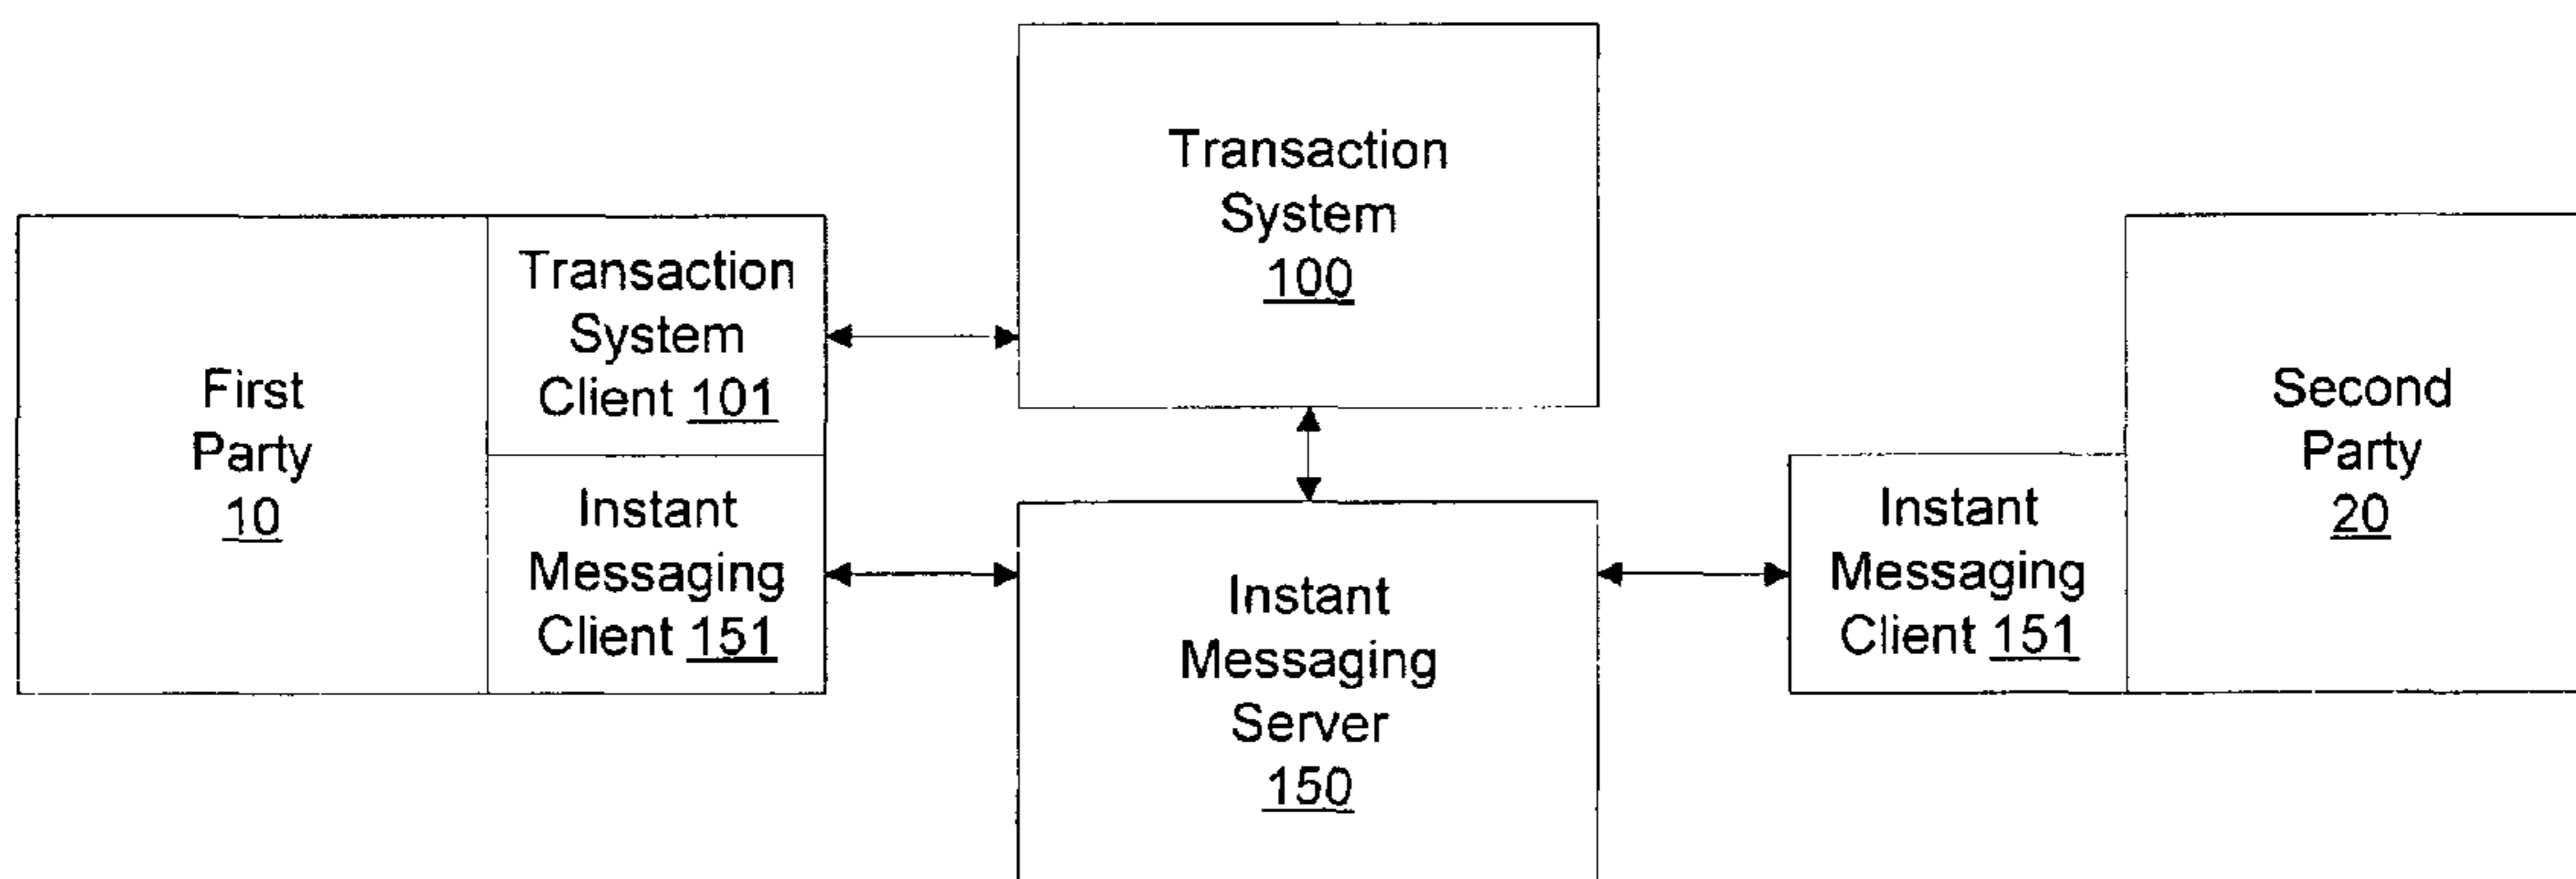 First
Party
10
Transaction
System
Client 101
Instant
Messaging
Client 151
Transaction
System
100
Instant
Messaging
Server
150
Instant
Messaging
Client 151
Second
Party
20